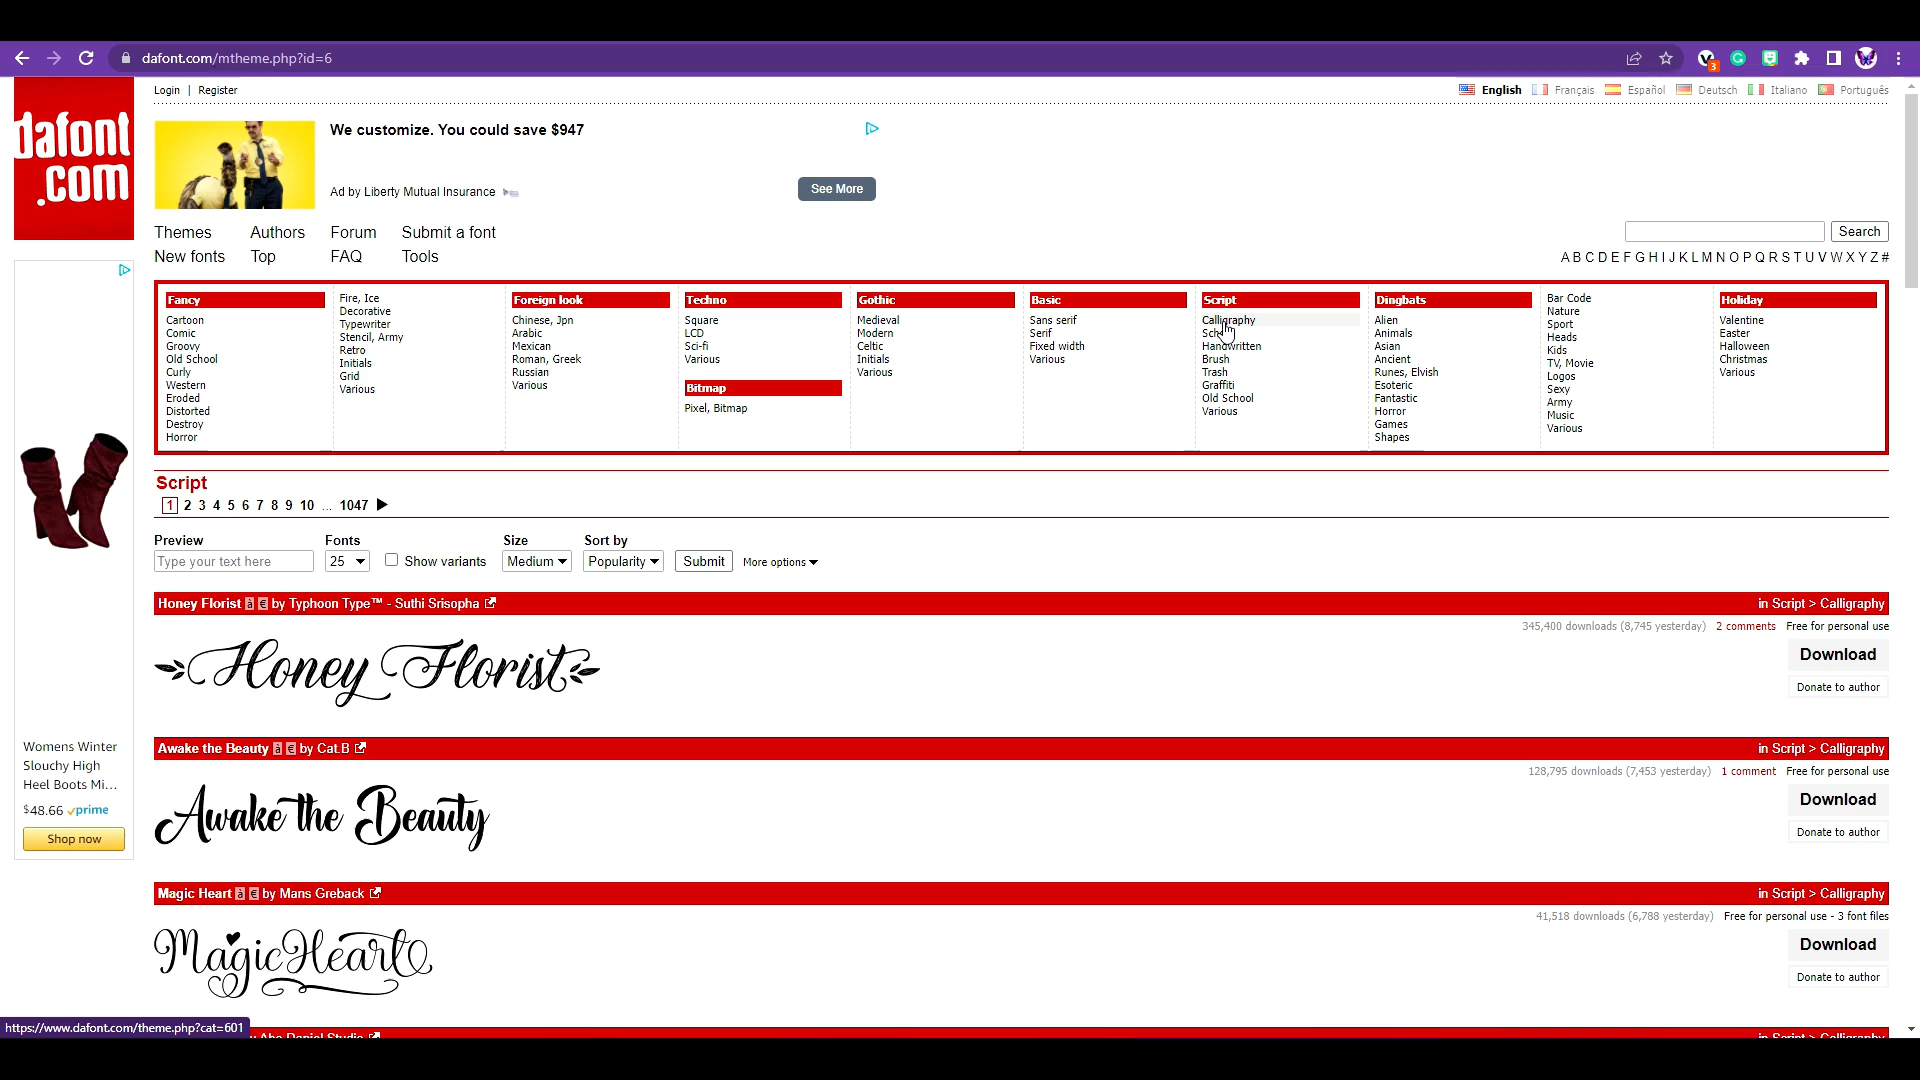 dafont.com/mtheme.php?id=6
3
dafont
.com
Login | Register
English Français Español Deutsch Italiano Português
We customize. You could save $947
Ad by Liberty Mutual Insurance
See More
Themes Authors Forum Submit a font
New fonts Top FAQ Tools
Search
A B C D E F G H I J K L M N O P Q R S T U V W X Y Z #
Fancy
Cartoon
Comic
Groovy
Old School
Curly
Western
Eroded
Distorted
Destroy
Horror
Fire, Ice
Decorative
Typewriter
Stencil, Army
Retro
Initials
Grid
Various
Foreign look
Chinese, Jpn
Arabic
Mexican
Roman, Greek
Russian
Various
Techno
Square
LCD
Sci-fi
Various
Bitmap
Pixel, Bitmap
Gothic
Medieval
Modern
Celtic
Initials
Various
Basic
Sans serif
Serif
Fixed width
Various
Script
Calligraphy
Handwritten
Brush
Trash
Graffiti
Old School
Various
Dingbats
Alien
Animals
Asian
Ancient
Runes, Elvish
Esoteric
Fantastic
Horror
Games
Shapes
Bar Code
Nature
Sport
Heads
Kids
TV, Movie
Logos
Sexy
Army
Music
Various
Holiday
Valentine
Easter
Halloween
Christmas
Various
Script
1 2 3 4 5 6 7 8 9 10 ... 1047
Preview Fonts Size Sort by
Type your text here 25 Show variants Medium Popularity Submit More options
Honey Florist à € by Typhoon Type™ - Suthi Srisopha in Script > Calligraphy
345,400 downloads (8,745 yesterday) 2 comments Free for personal use
Honey Florist
Download
Donate to author
Awake the Beauty à € by Cat.B in Script > Calligraphy
128,795 downloads (7,453 yesterday) 1 comment Free for personal use
Awake the Beauty
Download
Donate to author
Magic Heart à € by Mans Greback in Script > Calligraphy
41,518 downloads (6,788 yesterday) Free for personal use - 3 font files
Magic Heart
Download
Donate to author
Womens Winter
Slouchy High
Heel Boots Mi...
$48.66 prime
Shop now
https://www.dafont.com/theme.php?cat=601